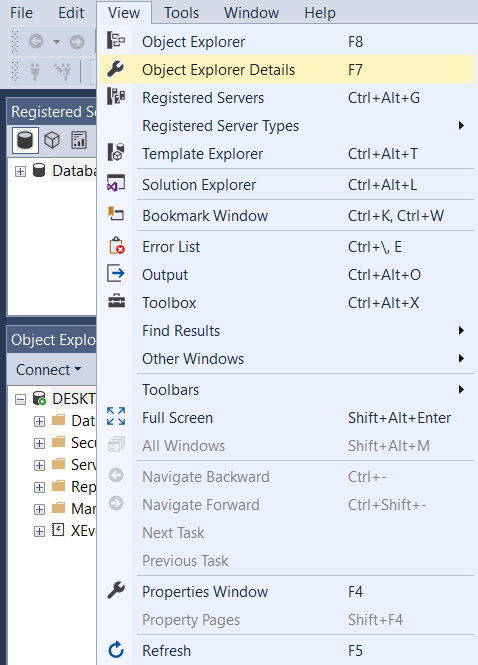 File Edit View Tools Window Help
Object Explorer F8
Object Explorer Details F7
Registered Servers Ctrl+Alt+G
Registered Server Types
Template Explorer Ctrl+Alt+T
Solution Explorer Ctrl+Alt+L
Bookmark Window Ctrl+K, Ctrl+W
Error List Ctrl+\, E
Output Ctrl+Alt+O
Toolbox Ctrl+Alt+X
Find Results
Other Windows
Toolbars
Full Screen Shift+Alt+Enter
All Windows Shift+Alt+M
Navigate Backward Ctrl+-
Navigate Forward Ctrl+Shift+-
Next Task
Previous Task
Properties Window F4
Property Pages Shift+F4
Refresh F5
Registered Se
Databa
Object Explo
Connect
DESKT
Data
Secu
Serv
Rep
Man
XEve